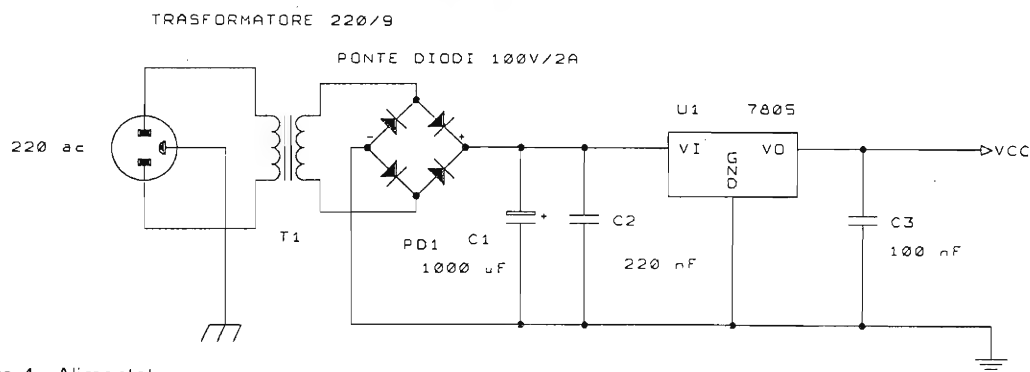 TRASFORMATORE 220/9
PONTE DIODI 100V/2A
220 ac
T1
-
+
PD1
C1
1000 uF
+
C2
220 nF
U1 7805
VI
GND
VO
VCC
C3
100 nF